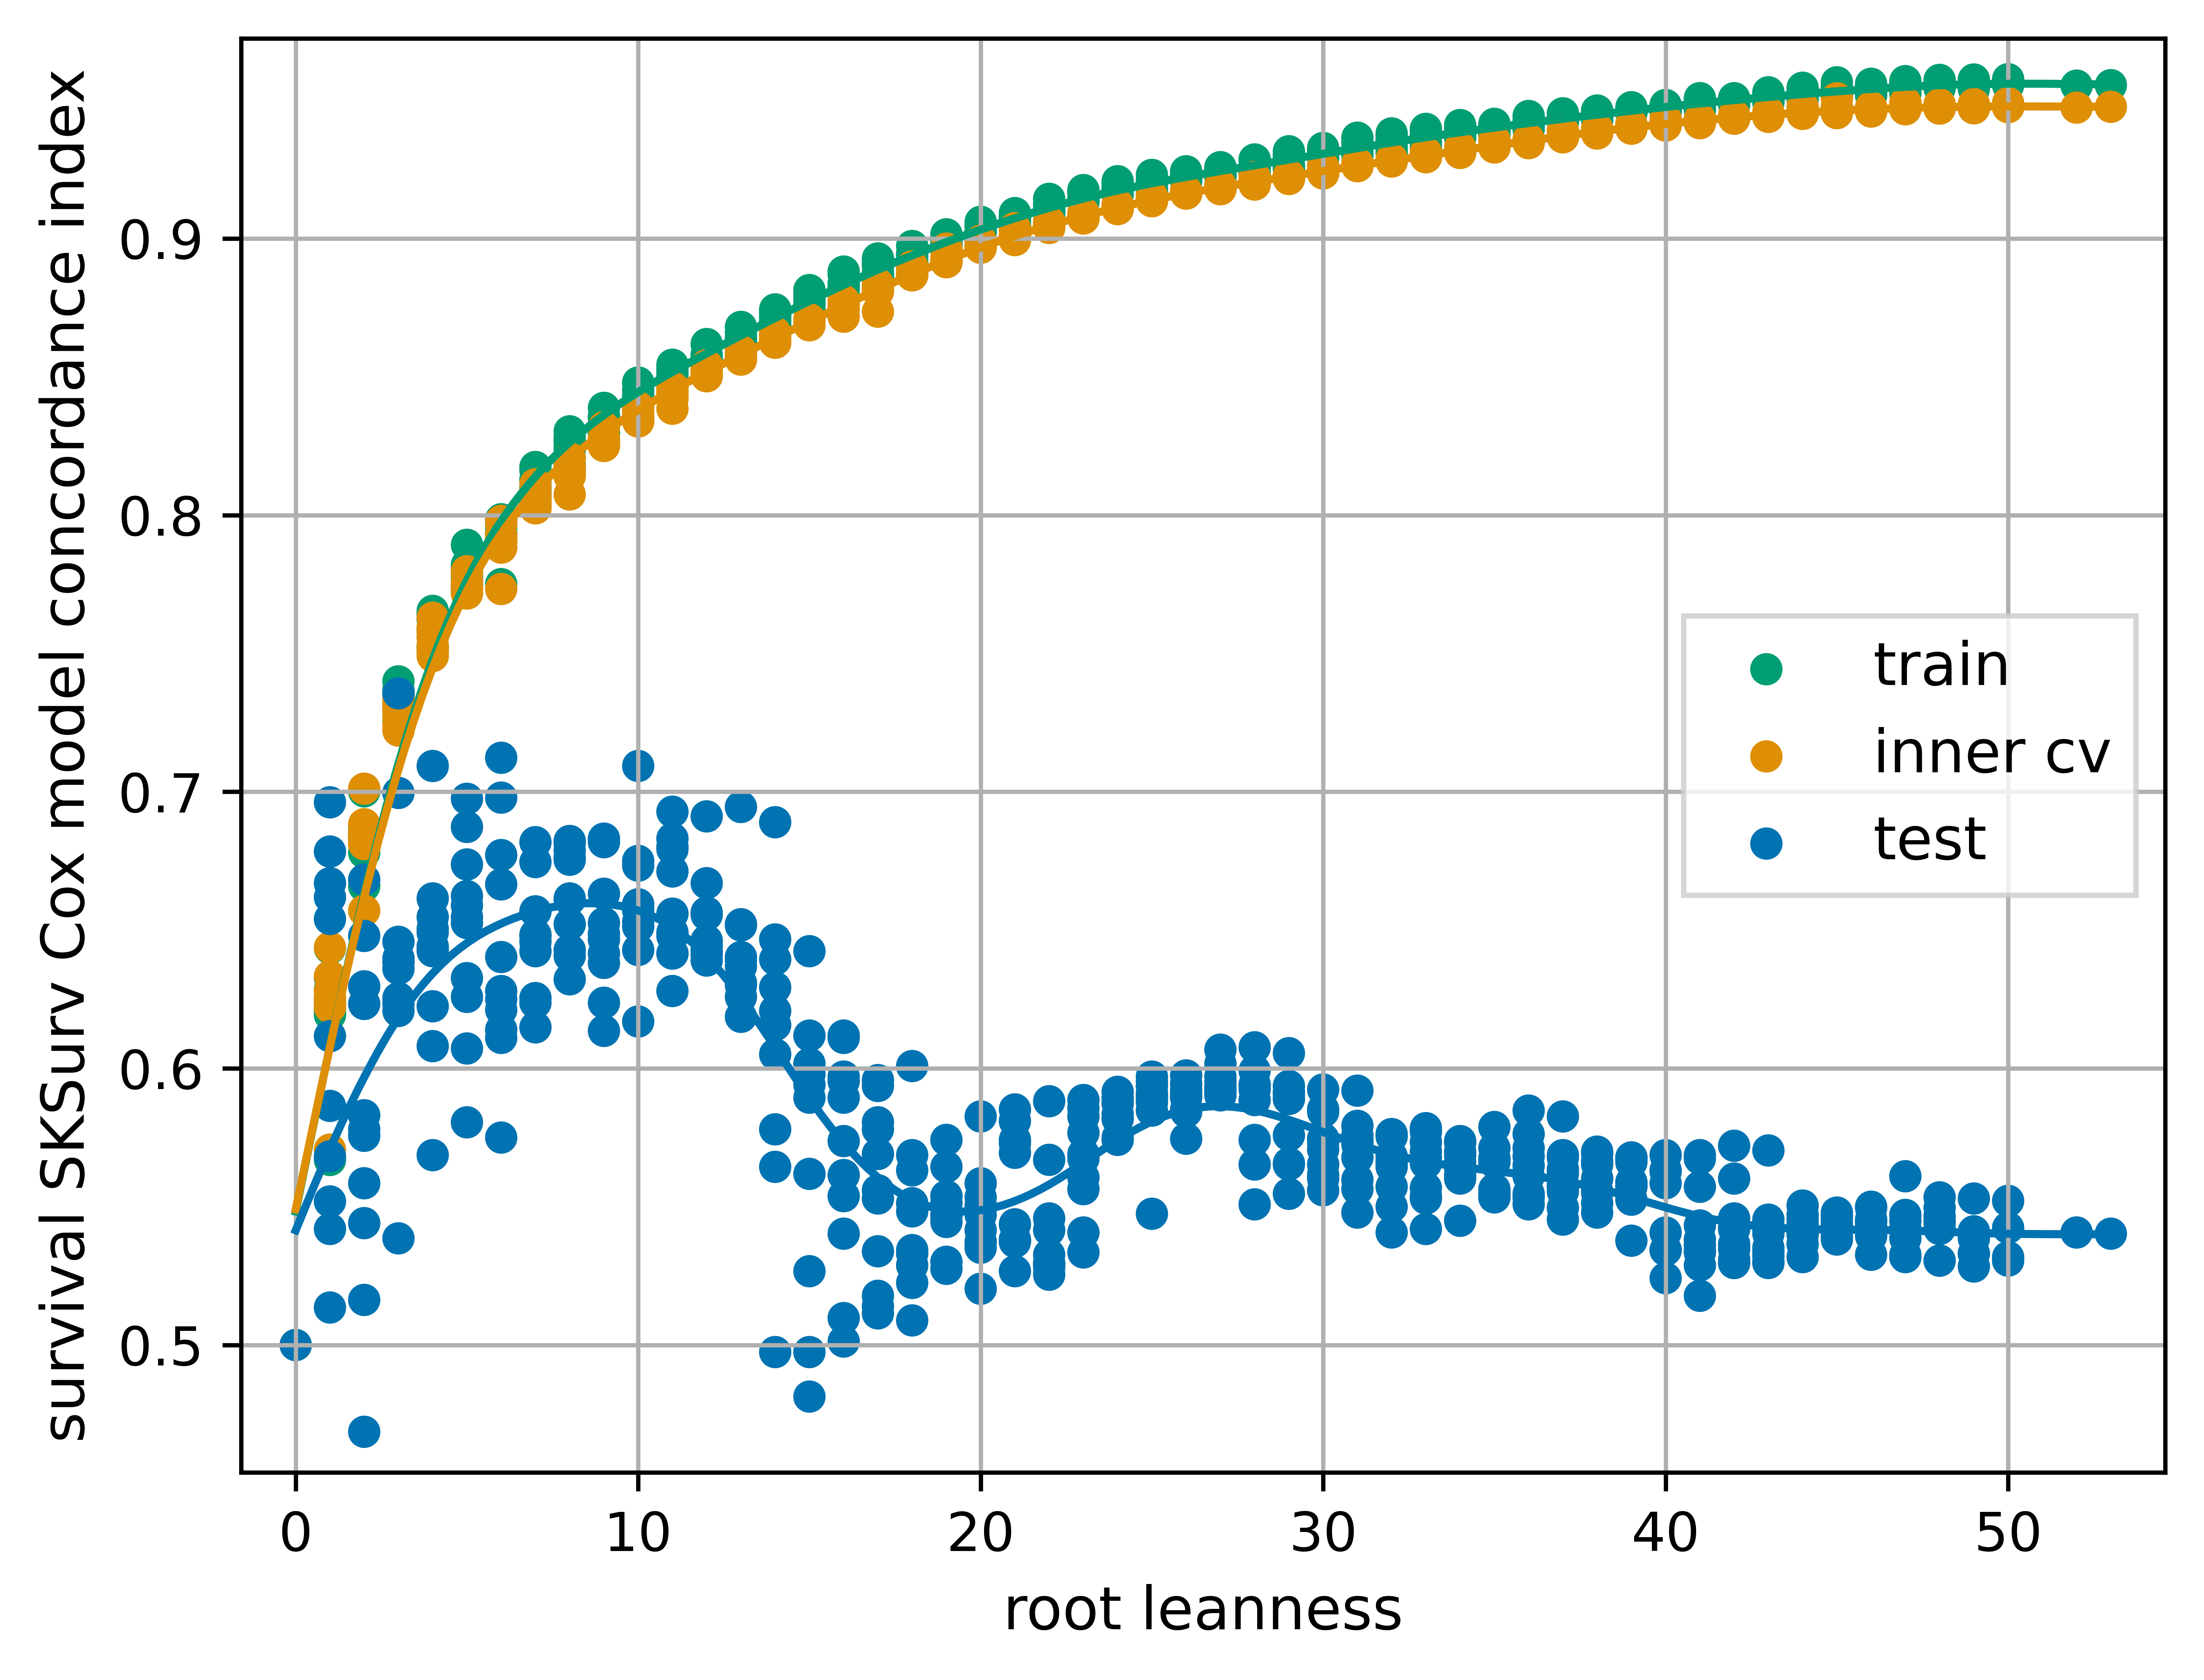 survival SKSurv Cox model concordance index
0.9
0.8
0.7
0.6
0.5
train
inner cv
test
0 10 20 30 40 50
root leanness